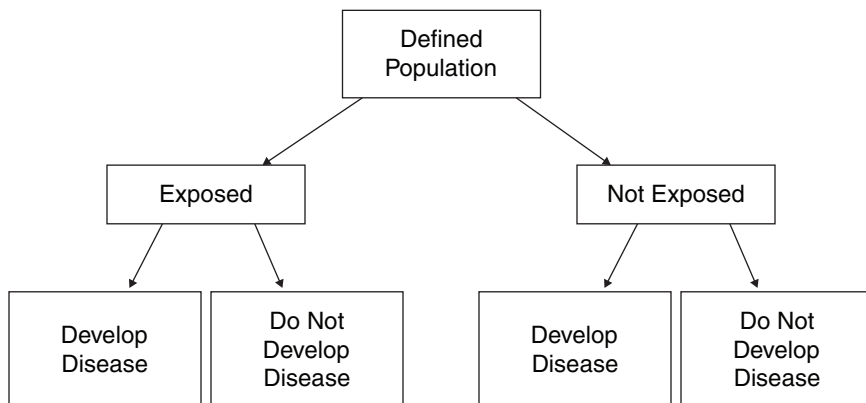 Defined
Population
Exposed
Not Exposed
Develop
Disease
Do Not
Develop
Disease
Develop
Disease
Do Not
Develop
Disease